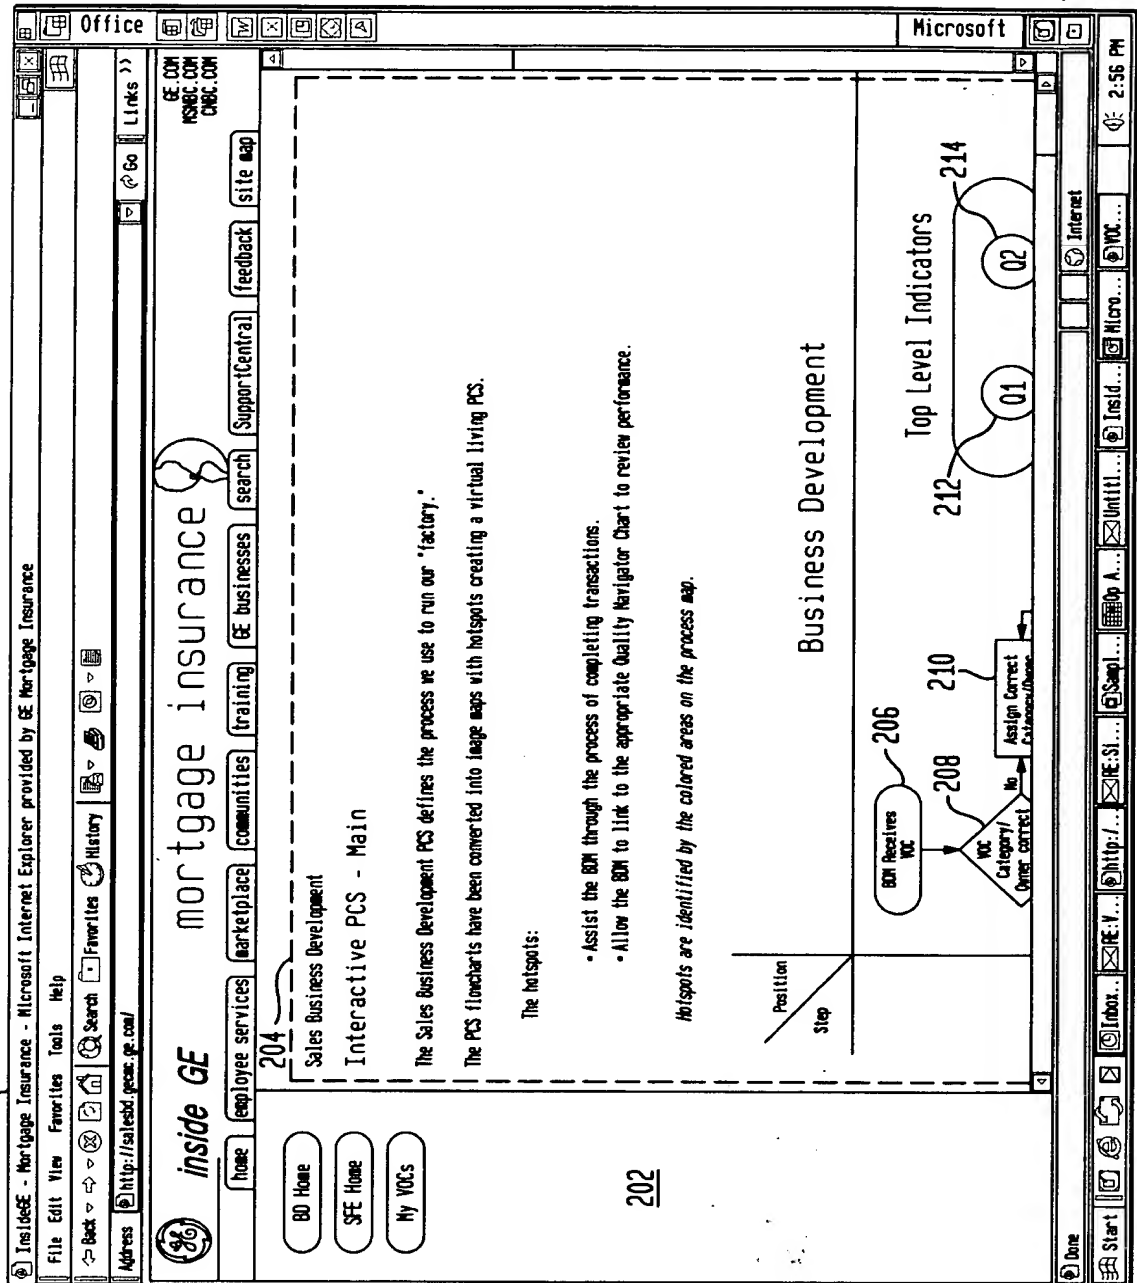 InsideGE - Mortgage Insurance - Microsoft Internet Explorer provided by GE Mortgage Insurance
File Edit View Favorites Tools Help
Back Search Favorites History
Address http://salesbd.gecac.ge.com/ Go Links >>
Office
Microsoft
inside GE mortgage insurance
GE.COM
MSNBC.COM
CNBC.COM
home employee services marketplace communities training GE businesses search SupportCentral feedback site map
BD Home
SFE Home
My VOCs
202
204
Sales Business Development
Interactive PCS - Main
The Sales Business Development PCS defines the process we use to run our "factory."
The PCS flowcharts have been converted into image maps with hotspots creating a virtual living PCS.
The hotspots:
• Assist the BDM through the process of completing transactions.
• Allow the BDM to link to the appropriate Quality Navigator Chart to review performance.
Hotspots are identified by the colored areas on the process map.
Business Development
Position
Step
Top Level Indicators
BDM Receives
VOC
206
VOC
Category/
Owner correct
208
No
Assign Correct
Category/Owner
210
212
Q1
Q2
214
Done Internet
Start Inbox... RE:V... http:/... RE:Si... Sampl... Op A... Untitl... Insid... Micro... VOC... 2:56 PM